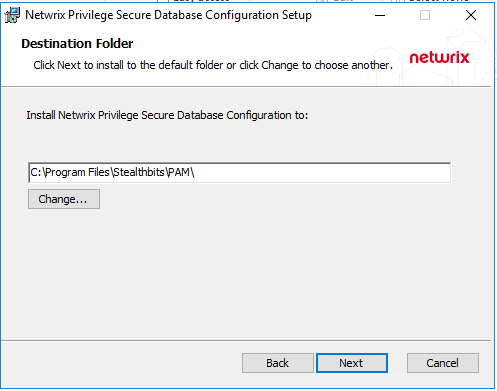 Netwrix Privilege Secure Database Configuration Setup
Destination Folder
Click Next to install to the default folder or click Change to choose another.
netwrix
Install Netwrix Privilege Secure Database Configuration to:
C:\Program Files\Stealthbits\PAM\
Change...
Back
Next
Cancel